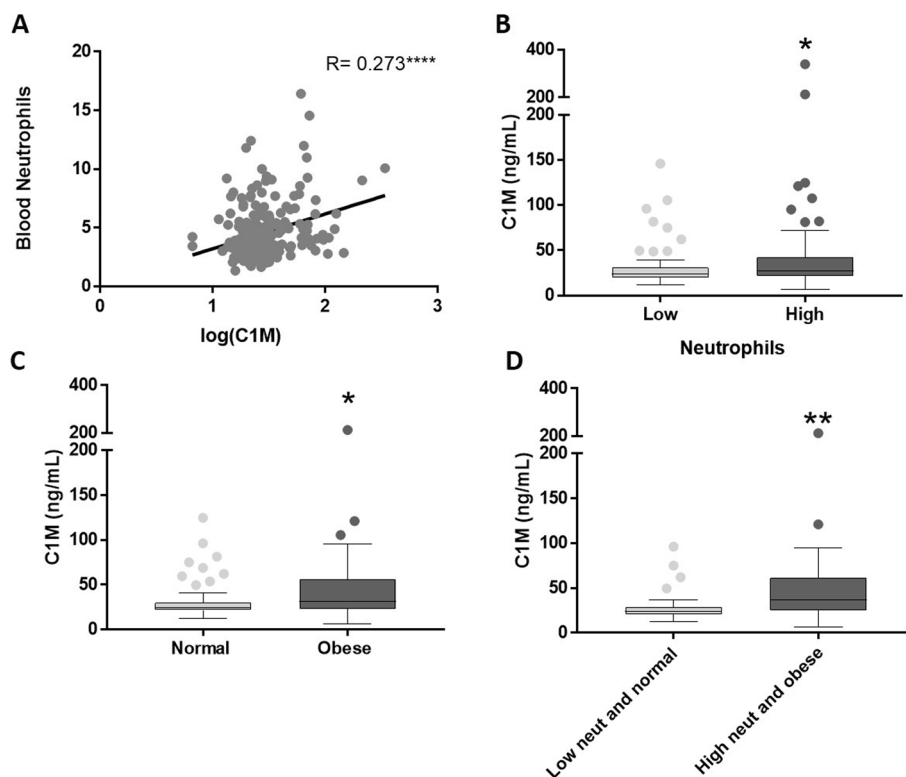 A
Blood Neutrophils
20
15
10
5
0
R= 0.273****
0
1
2
3
log(C1M)
B
C1M (ng/mL)
400
200
200
150
100
50
0
*
Low
High
Neutrophils
C
C1M (ng/mL)
400
200
200
150
100
50
0
*
Normal
Obese
D
C1M (ng/mL)
400
200
200
150
100
50
0
**
Low neut and normal
High neut and obese